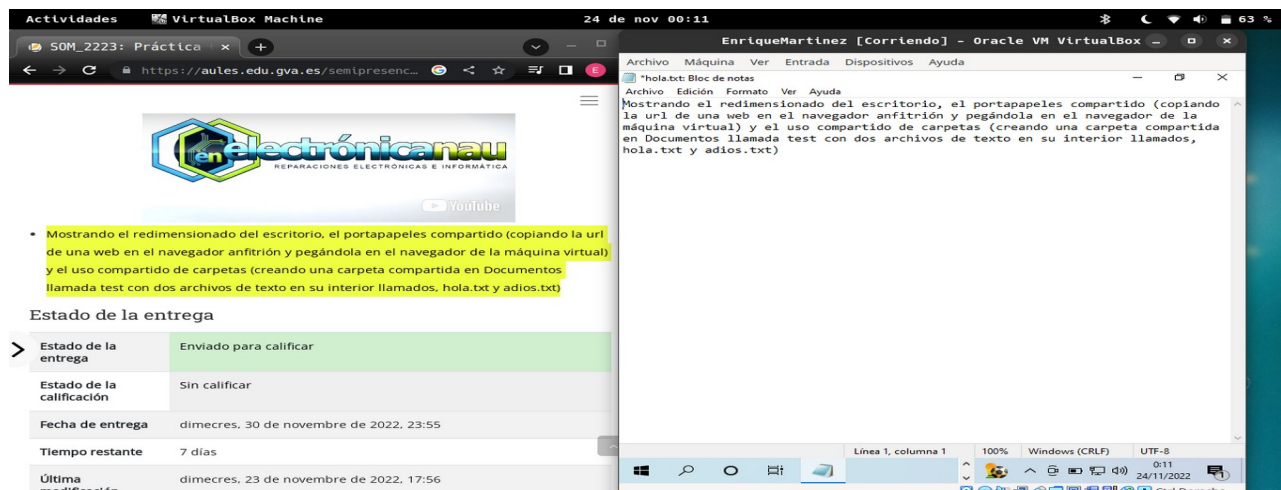 Actividades VirtualBox Machine 24 de nov 00:11 63 %
SOM_2223: Práctica
https://aules.edu.gva.es/semipresenc…
E
en electrónicanau
REPARACIONES ELECTRÓNICAS E INFORMÁTICA
YouTube
• Mostrando el redimensionado del escritorio, el portapapeles compartido (copiando la url
de una web en el navegador anfitrión y pegándola en el navegador de la máquina virtual)
y el uso compartido de carpetas (creando una carpeta compartida en Documentos
llamada test con dos archivos de texto en su interior llamados, hola.txt y adios.txt)
Estado de la entrega
Estado de la entrega Enviado para calificar
Estado de la calificación Sin calificar
Fecha de entrega dimecres, 30 de novembre de 2022, 23:55
Tiempo restante 7 días
Última modificación dimecres, 23 de novembre de 2022, 17:56
EnriqueMartinez [Corriendo] - Oracle VM VirtualBox
Archivo Máquina Ver Entrada Dispositivos Ayuda
*hola.txt: Bloc de notas
Archivo Edición Formato Ver Ayuda
Mostrando el redimensionado del escritorio, el portapapeles compartido (copiando
la url de una web en el navegador anfitrión y pegándola en el navegador de la
máquina virtual) y el uso compartido de carpetas (creando una carpeta compartida
en Documentos llamada test con dos archivos de texto en su interior llamados,
hola.txt y adios.txt)
Línea 1, columna 1 100% Windows (CRLF) UTF-8
0:11
24/11/2022
Ctrl Derecho